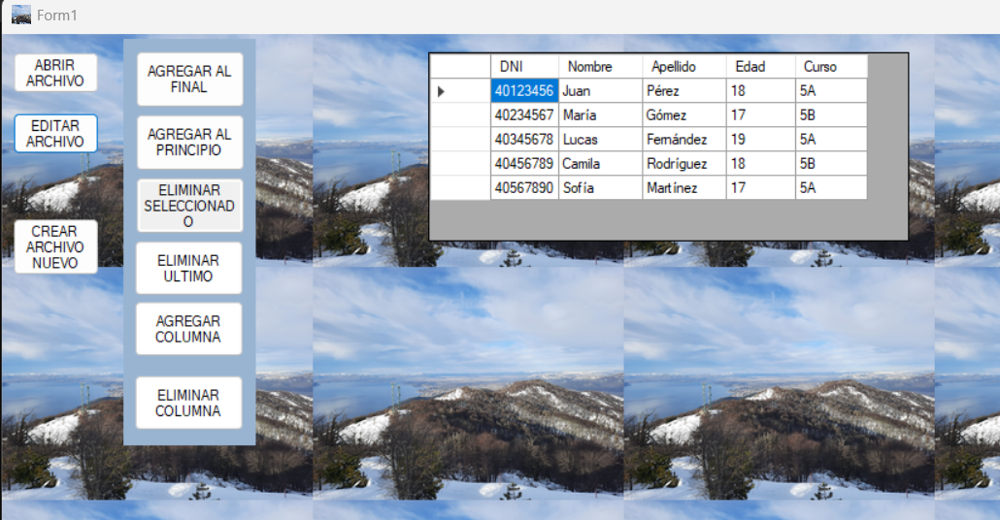 Form1
ABRIR
ARCHIVO
EDITAR
ARCHIVO
CREAR
ARCHIVO
NUEVO
AGREGAR AL
FINAL
AGREGAR AL
PRINCIPIO
ELIMINAR
SELECCIONAD
O
ELIMINAR
ULTIMO
AGREGAR
COLUMNA
ELIMINAR
COLUMNA
DNI Nombre Apellido Edad Curso
40123456 Juan Pérez 18 5A
40234567 María Gómez 17 5B
40345678 Lucas Fernández 19 5A
40456789 Camila Rodríguez 18 5B
40567890 Sofía Martínez 17 5A